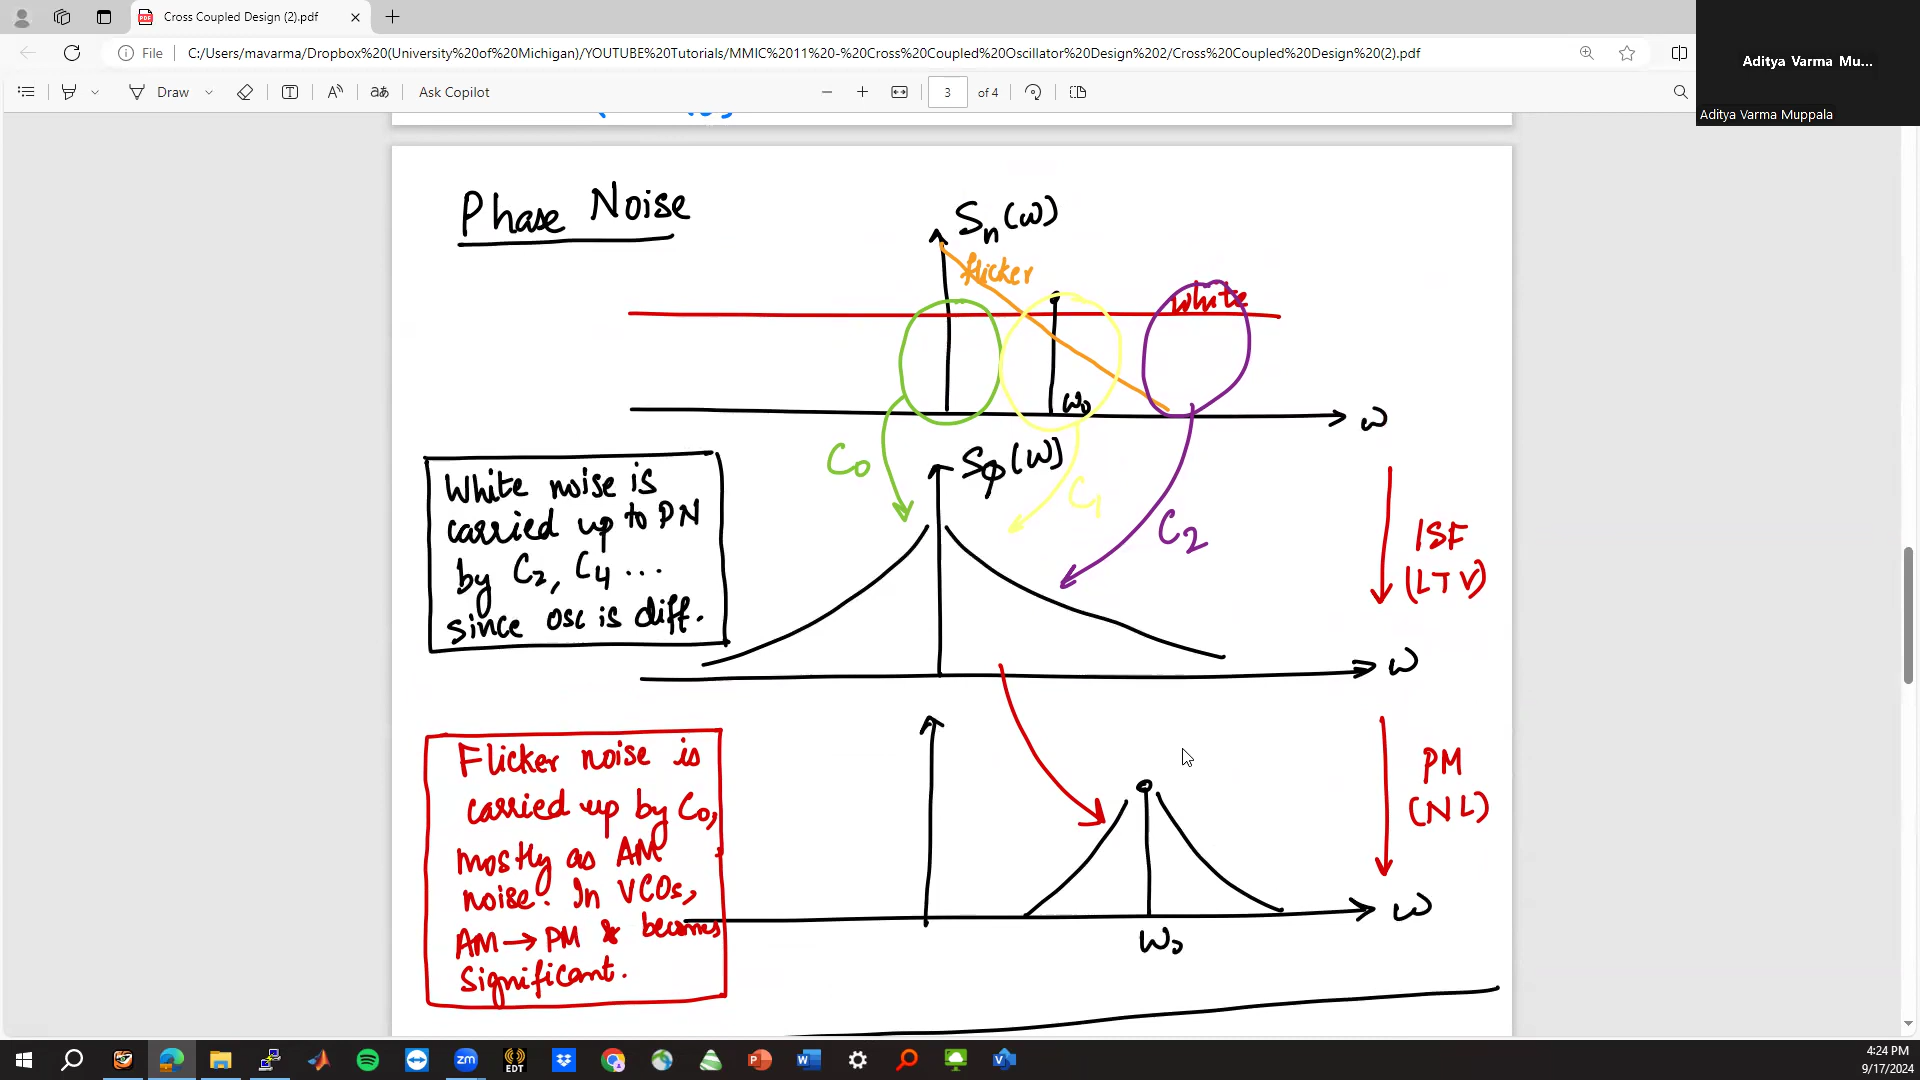 Cross Coupled Design (2).pdf
File
C:/Users/mavarma/Dropbox%20(University%20of%20Michigan)/YOUTUBE%20Tutorials/MMIC%2011%20-%20Cross%20Coupled%20Oscillator%20Design%202/Cross%20Coupled%20Design%20(2).pdf
Draw
Ask Copilot
3 of 4
Aditya Varma Mu...
Aditya Varma Muppala
Phase Noise
Sn(ω)
flicker
white
ω0
ω
C0
Sφ(ω)
C1
C2
White noise is
carried up to PN
by C2, C4 ...
since osc is diff.
ISF
(LTV)
ω
Flicker noise is
carried up by C0,
mostly as AM
noise. In VCOs,
AM→PM & becomes
significant.
PM
(NL)
ω
ω0
EDT
zm
4:24 PM
9/17/2024